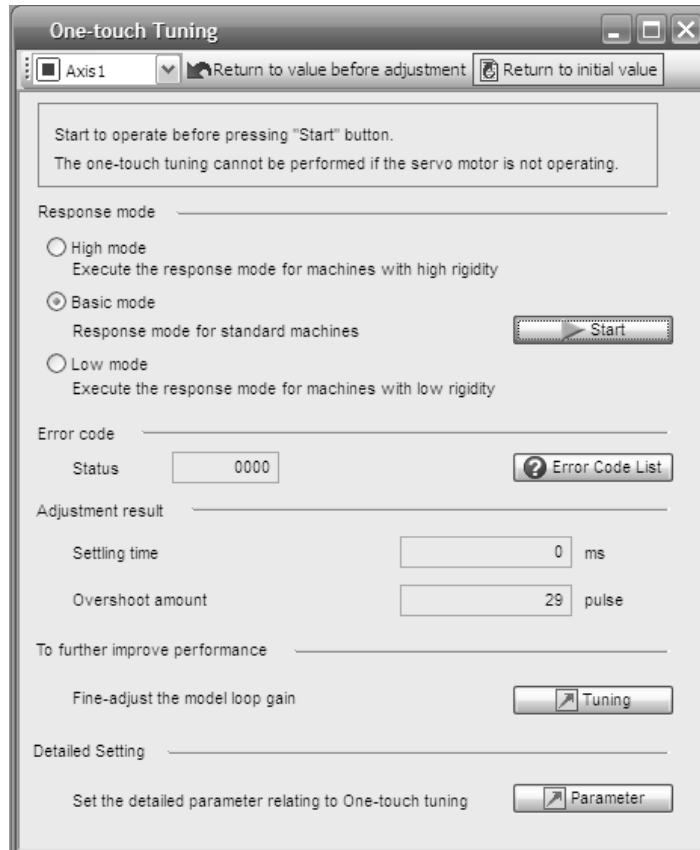 One-touch Tuning
Axis1 Return to value before adjustment Return to initial value
Start to operate before pressing "Start" button.
The one-touch tuning cannot be performed if the servo motor is not operating.
Response mode
High mode
Execute the response mode for machines with high rigidity
Basic mode
Response mode for standard machines Start
Low mode
Execute the response mode for machines with low rigidity
Error code
Status 0000 Error Code List
Adjustment result
Settling time 0 ms
Overshoot amount 29 pulse
To further improve performance
Fine-adjust the model loop gain Tuning
Detailed Setting
Set the detailed parameter relating to One-touch tuning Parameter